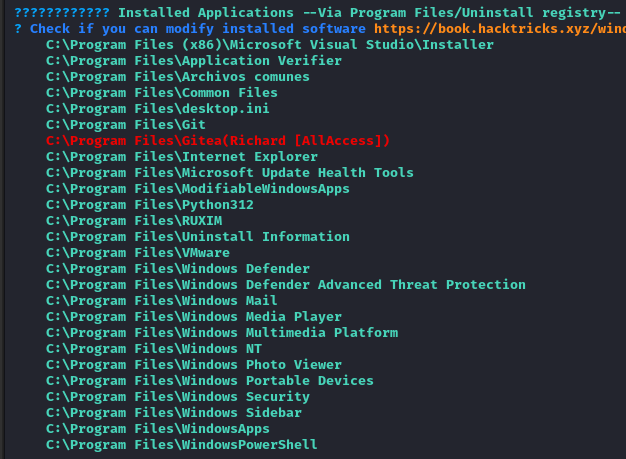 ???????????? Installed Applications --Via Program Files/Uninstall registry--
? Check if you can modify installed software https://book.hacktricks.xyz/wind
C:\Program Files (x86)\Microsoft Visual Studio\Installer
C:\Program Files\Application Verifier
C:\Program Files\Archivos comunes
C:\Program Files\Common Files
C:\Program Files\desktop.ini
C:\Program Files\Git
C:\Program Files\Gitea(Richard [AllAccess])
C:\Program Files\Internet Explorer
C:\Program Files\Microsoft Update Health Tools
C:\Program Files\ModifiableWindowsApps
C:\Program Files\Python312
C:\Program Files\RUXIM
C:\Program Files\Uninstall Information
C:\Program Files\VMware
C:\Program Files\Windows Defender
C:\Program Files\Windows Defender Advanced Threat Protection
C:\Program Files\Windows Mail
C:\Program Files\Windows Media Player
C:\Program Files\Windows Multimedia Platform
C:\Program Files\Windows NT
C:\Program Files\Windows Photo Viewer
C:\Program Files\Windows Portable Devices
C:\Program Files\Windows Security
C:\Program Files\Windows Sidebar
C:\Program Files\WindowsApps
C:\Program Files\WindowsPowerShell